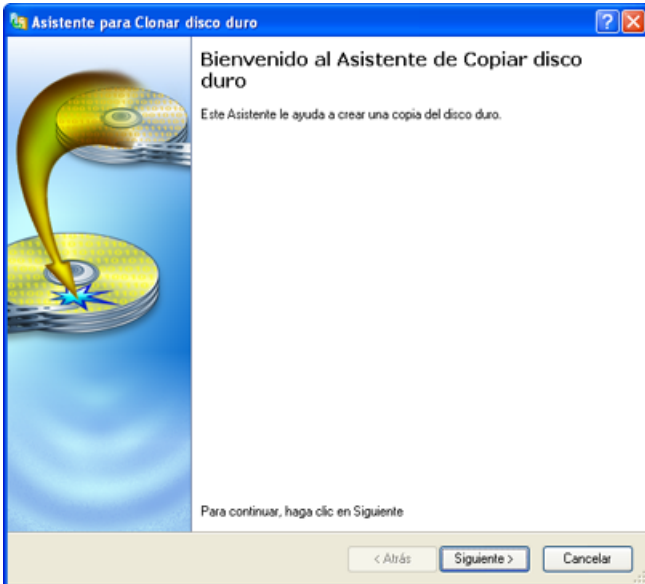 Asistente para Clonar disco duro
Bienvenido al Asistente de Copiar disco
duro
Este Asistente le ayuda a crear una copia del disco duro.
Para continuar, haga clic en Siguiente
< Atrás
Siguiente >
Cancelar